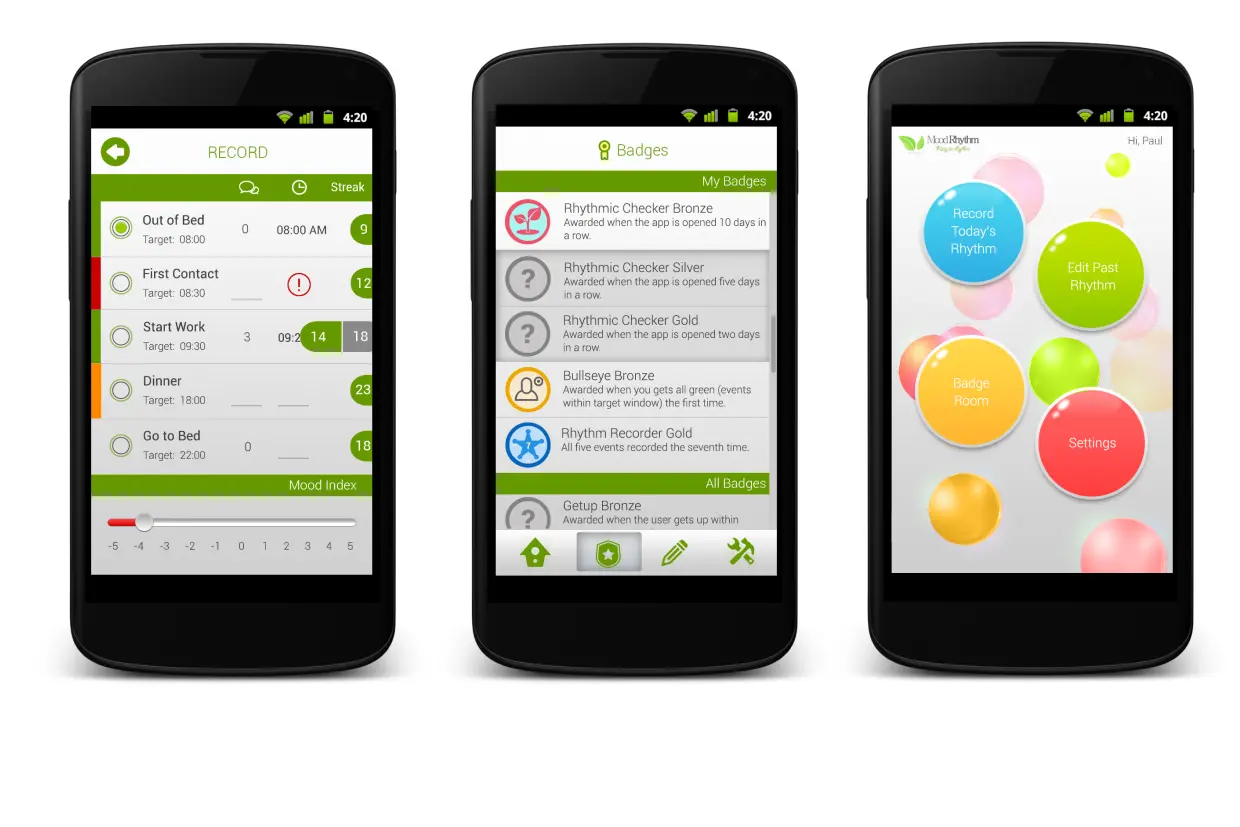 4:20
RECORD
Streak
Out of Bed
Target: 08:00
0
08:00 AM
9
First Contact
Target: 08:30
!
12
Start Work
Target: 09:30
3
09:2
14
18
Dinner
Target: 18:00
23
Go to Bed
Target: 22:00
0
18
Mood Index
-5 -4 -3 -2 -1 0 1 2 3 4 5
4:20
Badges
My Badges
Rhythmic Checker Bronze
Awarded when the app is opened 10 days in
a row.
?
Rhythmic Checker Silver
Awarded when the app is opened five days
in a row.
?
Rhythmic Checker Gold
Awarded when the app is opened two days
in a row.
Bullseye Bronze
Awarded when you gets all green (events
within target window) the first time.
7
Rhythm Recorder Gold
All five events recorded the seventh time.
All Badges
?
Getup Bronze
Awarded when the user gets up within
4:20
Mood Rhythm
Hi, Paul
Record
Today's
Rhythm
Edit Past
Rhythm
Badge
Room
Settings